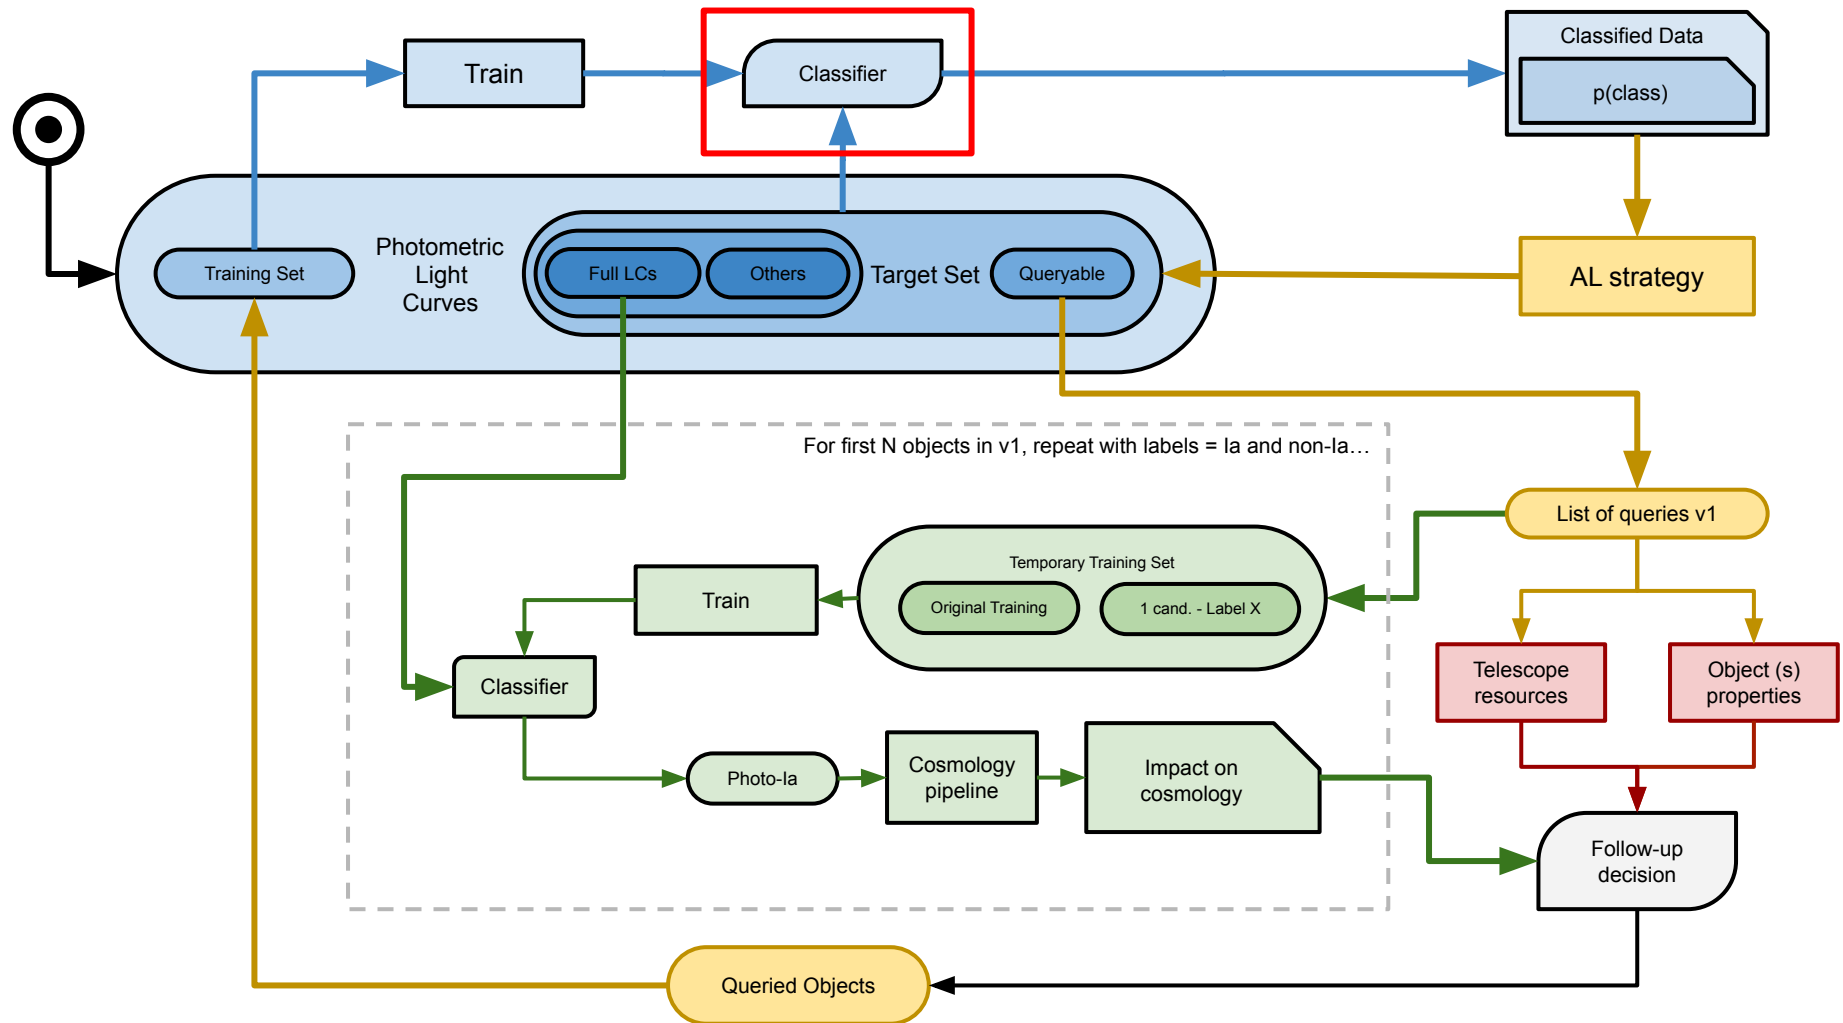 Train
Classifier
Classified Data
p(class)
Training Set
Photometric
Light
Curves
Full LCs
Others
Target Set
Queryable
AL strategy
For first N objects in v1, repeat with labels = Ia and non-Ia…
List of queries v1
Temporary Training Set
Original Training
1 cand. - Label X
Train
Classifier
Telescope
resources
Object (s)
properties
Photo-Ia
Cosmology
pipeline
Impact on
cosmology
Follow-up
decision
Queried Objects